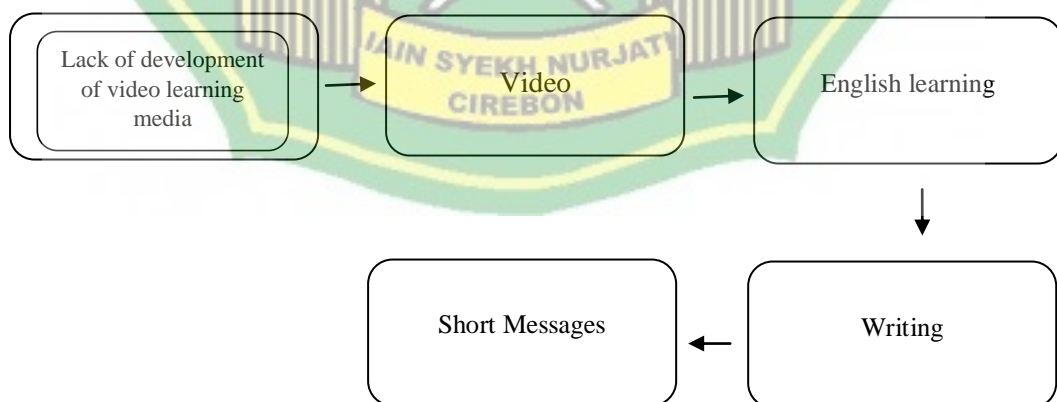 Lack of development
of video learning
media
Video
English learning
IAIN SYEKH NURJATI
CIREBON
Short Messages
Writing